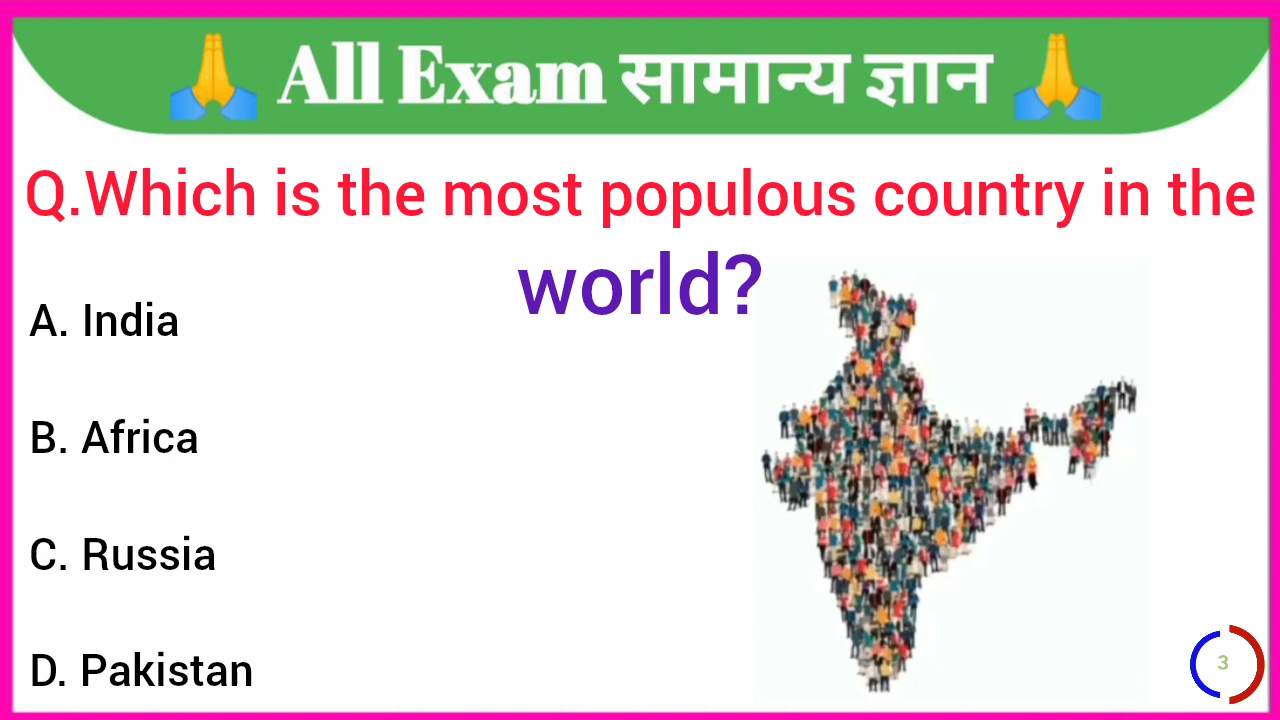 All Exam सामान्य ज्ञान
Q.Which is the most populous country in the
world?
A. India
B. Africa
C. Russia
D. Pakistan
3